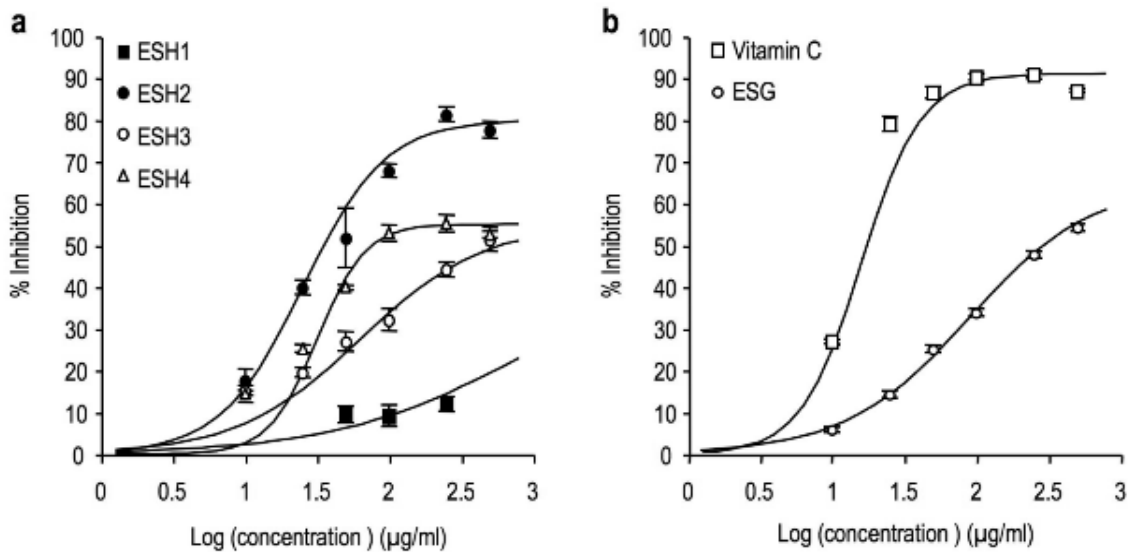 a
100
90
80
70
60
50
40
30
20
10
0
% Inhibition
ESH1
ESH2
ESH3
ESH4
0 0.5 1 1.5 2 2.5 3
Log (concentration ) (µg/ml)
b
100
90
80
70
60
50
40
30
20
10
0
% Inhibition
Vitamin C
ESG
0 0.5 1 1.5 2 2.5 3
Log (concentration ) (µg/ml)